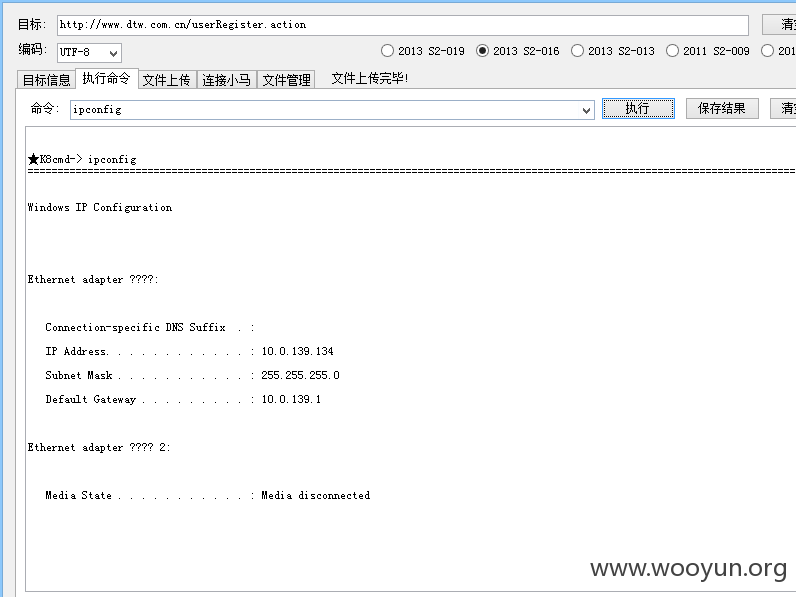 目标: http://www.dtw.com.cn/userRegister.action 清
编码: UTF-8 2013 S2-019 2013 S2-016 2013 S2-013 2011 S2-009 201
目标信息 执行命令 文件上传 连接小马 文件管理 文件上传完毕!
命令: ipconfig 执行 保存结果 清
★K8cmd-> ipconfig
================================================================================================================================
Windows IP Configuration
Ethernet adapter ????:
Connection-specific DNS Suffix . :
IP Address. . . . . . . . . . . . : 10.0.139.134
Subnet Mask . . . . . . . . . . . : 255.255.255.0
Default Gateway . . . . . . . . . : 10.0.139.1
Ethernet adapter ???? 2:
Media State . . . . . . . . . . . : Media disconnected
www.wooyun.org